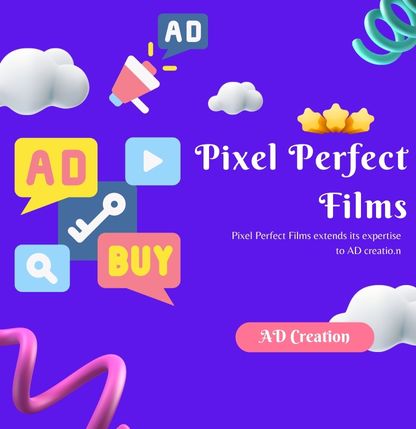 AD
AD
BUY
Pixel Perfect
Films
Pixel Perfect Films extends its expertise
to AD creatio.n
AD Creation